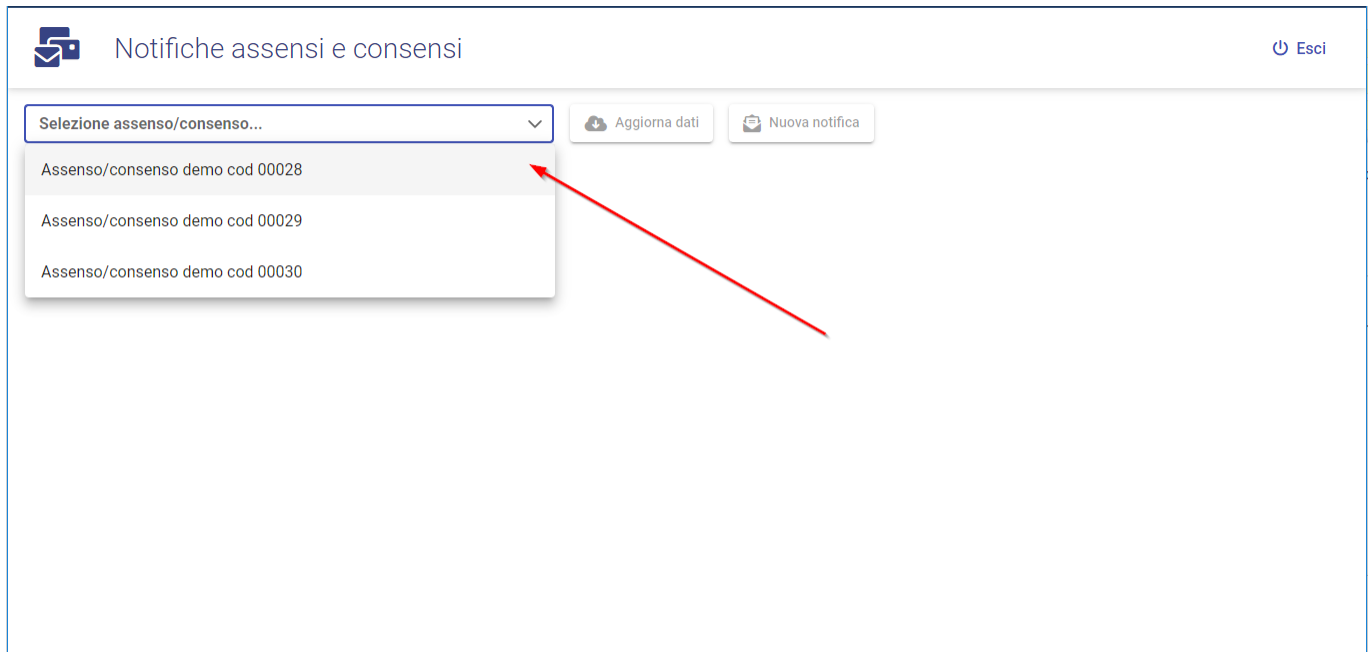 Notifiche assensi e consensi
Esci
Selezione assenso/consenso...
Aggiorna dati
Nuova notifica
Assenso/consenso demo cod 00028
Assenso/consenso demo cod 00029
Assenso/consenso demo cod 00030